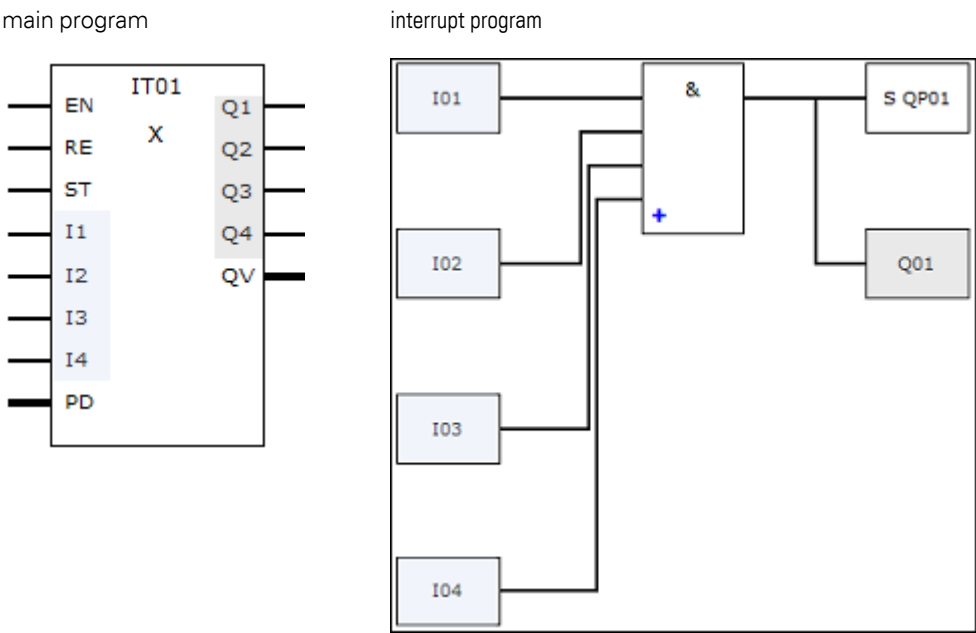 main program
interrupt program
IT01
X
EN
RE
ST
I1
I2
I3
I4
PD
Q1
Q2
Q3
Q4
QV
I01
I02
I03
I04
&
+
S QP01
Q01